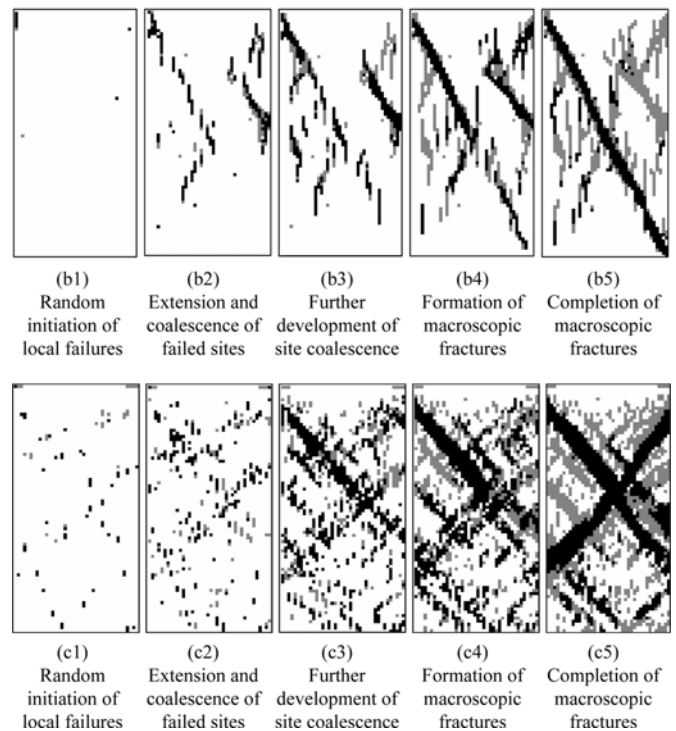 (b1) (b2) (b3) (b4) (b5)
Random Extension and Further Formation of Completion of
initiation of coalescence of development of macroscopic macroscopic
local failures failed sites site coalescence fractures fractures
(c1) (c2) (c3) (c4) (c5)
Random Extension and Further Formation of Completion of
initiation of coalescence of development of macroscopic macroscopic
local failures failed sites site coalescence fractures fractures